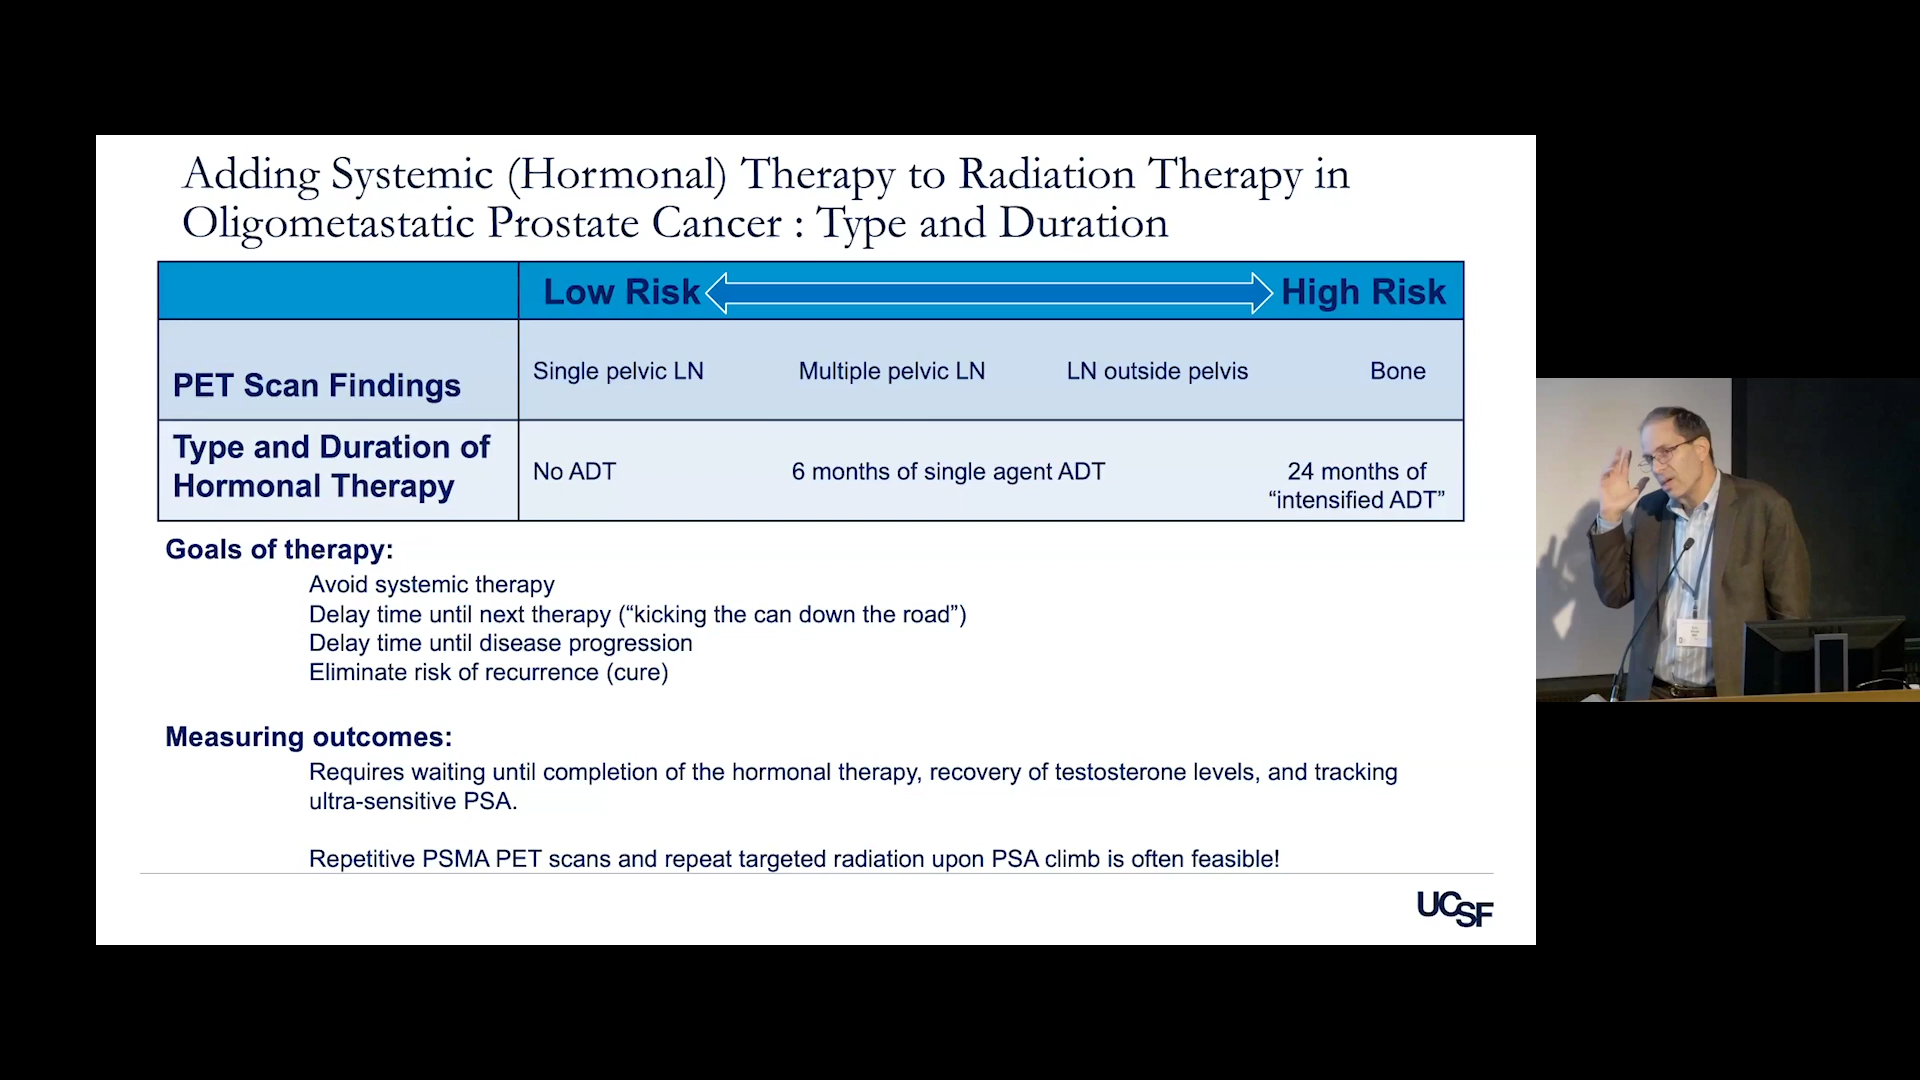 Adding Systemic (Hormonal) Therapy to Radiation Therapy in
Oligometastatic Prostate Cancer : Type and Duration
Low Risk High Risk
PET Scan Findings
Single pelvic LN Multiple pelvic LN LN outside pelvis Bone
Type and Duration of
Hormonal Therapy
No ADT 6 months of single agent ADT 24 months of
“intensified ADT”
Goals of therapy:
Avoid systemic therapy
Delay time until next therapy (“kicking the can down the road”)
Delay time until disease progression
Eliminate risk of recurrence (cure)
Measuring outcomes:
Requires waiting until completion of the hormonal therapy, recovery of testosterone levels, and tracking
ultra-sensitive PSA.
Repetitive PSMA PET scans and repeat targeted radiation upon PSA climb is often feasible!
UCSF